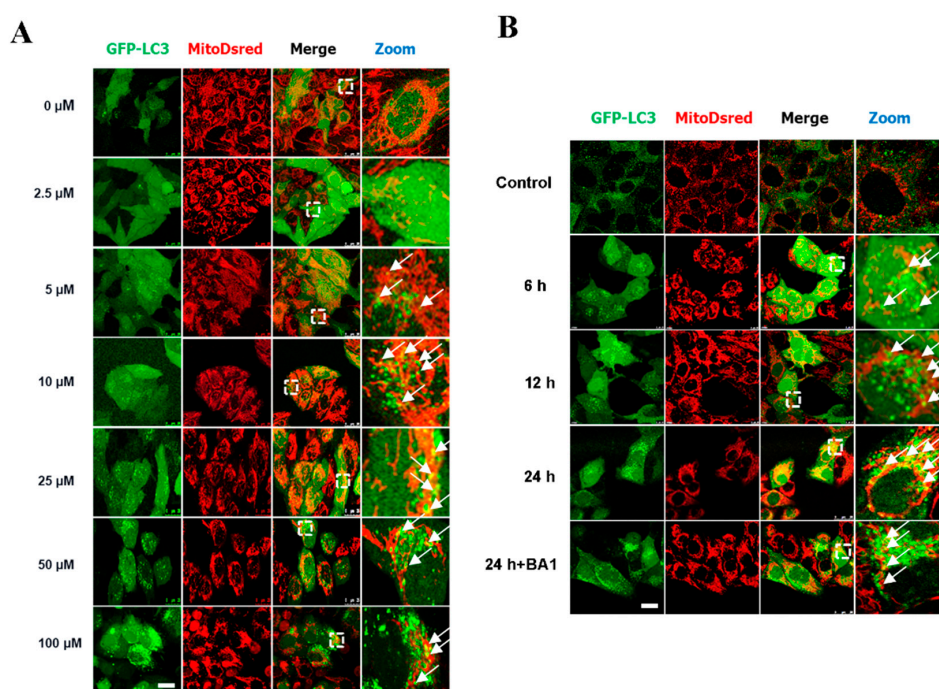 A
GFP-LC3 MitoDsred Merge Zoom
0 µM
2.5 µM
5 µM
10 µM
25 µM
50 µM
100 µM
B
GFP-LC3 MitoDsred Merge Zoom
Control
6 h
12 h
24 h
24 h+BA1